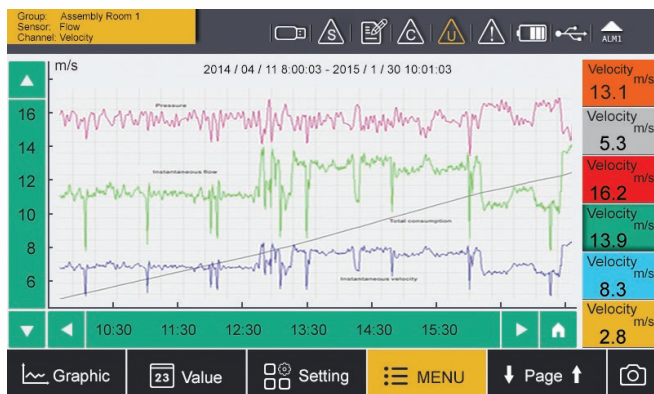 Group: Assembly Room 1
Sensor: Flow
Channel: Velocity
S
C
U
ALM1
m/s
2014 / 04 / 11 8:00:03 - 2015 / 1 / 30 10:01:03
16
14
12
10
8
6
Pressure
Instantaneous flow
Total consumption
Instantaneous velocity
10:30 11:30 12:30 13:30 14:30 15:30
Velocity
m/s
13.1
Velocity
m/s
5.3
Velocity
m/s
16.2
Velocity
m/s
13.9
Velocity
m/s
8.3
Velocity
m/s
2.8
Graphic
23 Value
Setting
MENU
Page